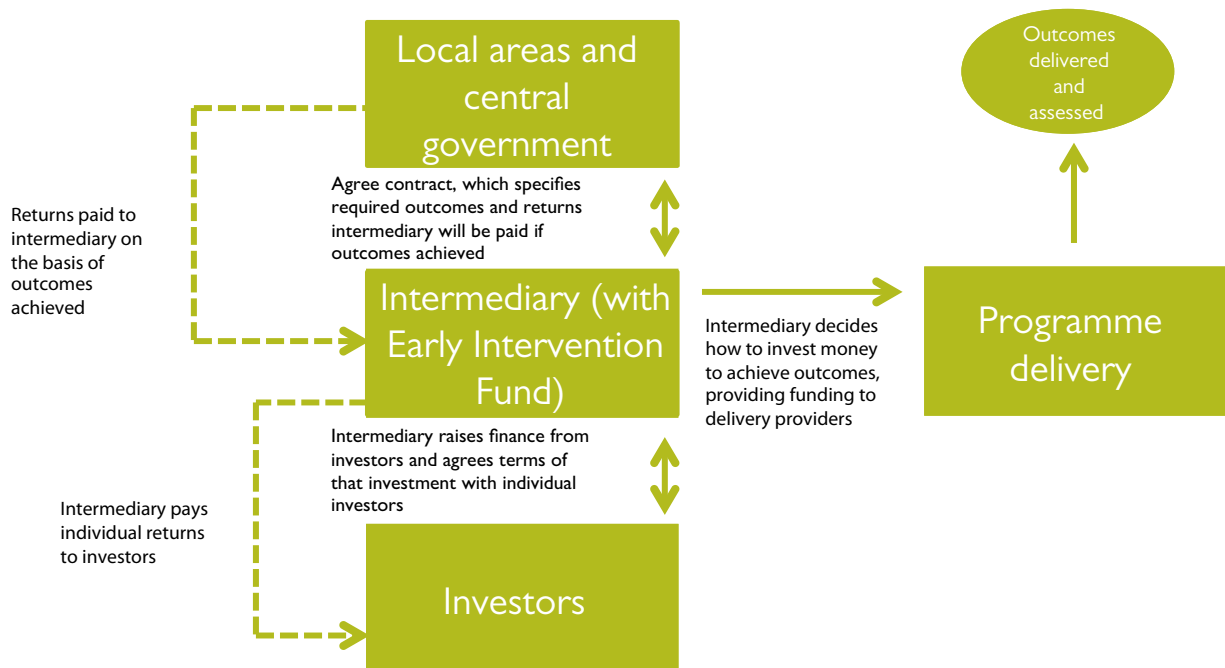 Local areas and
central
government
Outcomes
delivered
and
assessed
Agree contract, which specifies
required outcomes and returns
intermediary will be paid if
outcomes achieved
Returns paid to
intermediary on
the basis of
outcomes
achieved
Intermediary (with
Early Intervention
Fund)
Intermediary decides
how to invest money
to achieve outcomes,
providing funding to
delivery providers
Programme
delivery
Intermediary raises finance from
investors and agrees terms of
that investment with individual
investors
Intermediary pays
individual returns
to investors
Investors